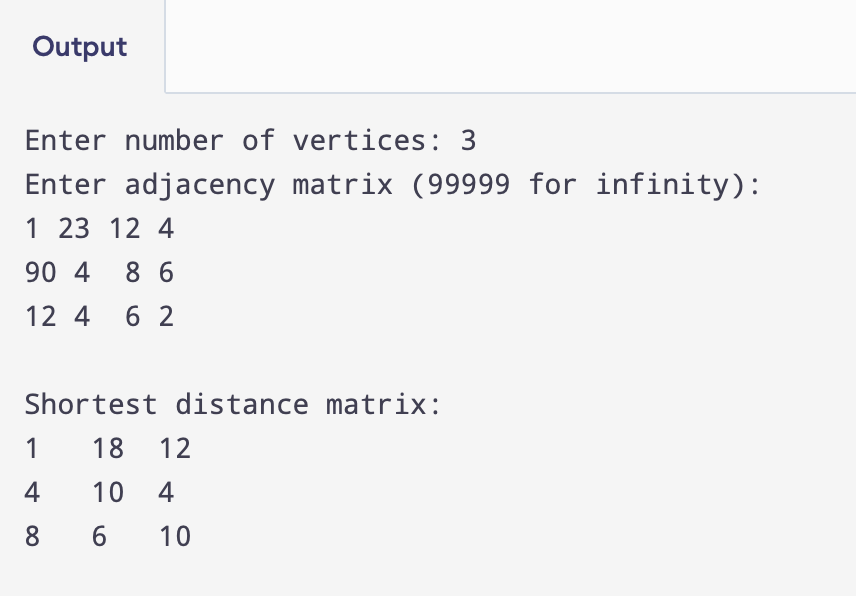 Output
Enter number of vertices: 3
Enter adjacency matrix (99999 for infinity):
1 23 12 4
90 4  8 6
12 4  6 2
Shortest distance matrix:
1   18  12
4   10  4
8   6   10